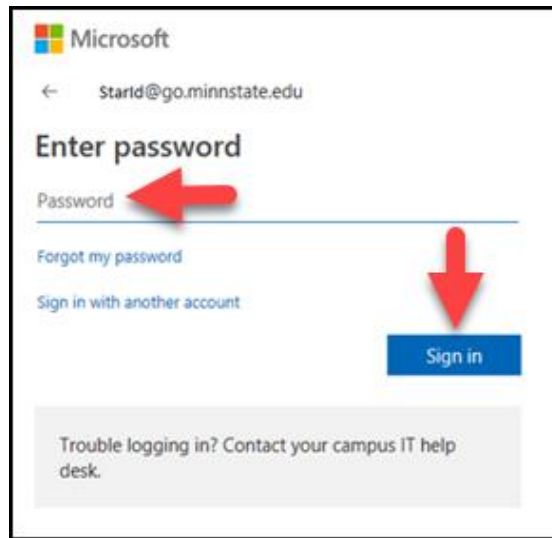 Microsoft
← StarId@go.minnstate.edu
Enter password
Password
Forgot my password
Sign in with another account
Sign in
Trouble logging in? Contact your campus IT help
desk.